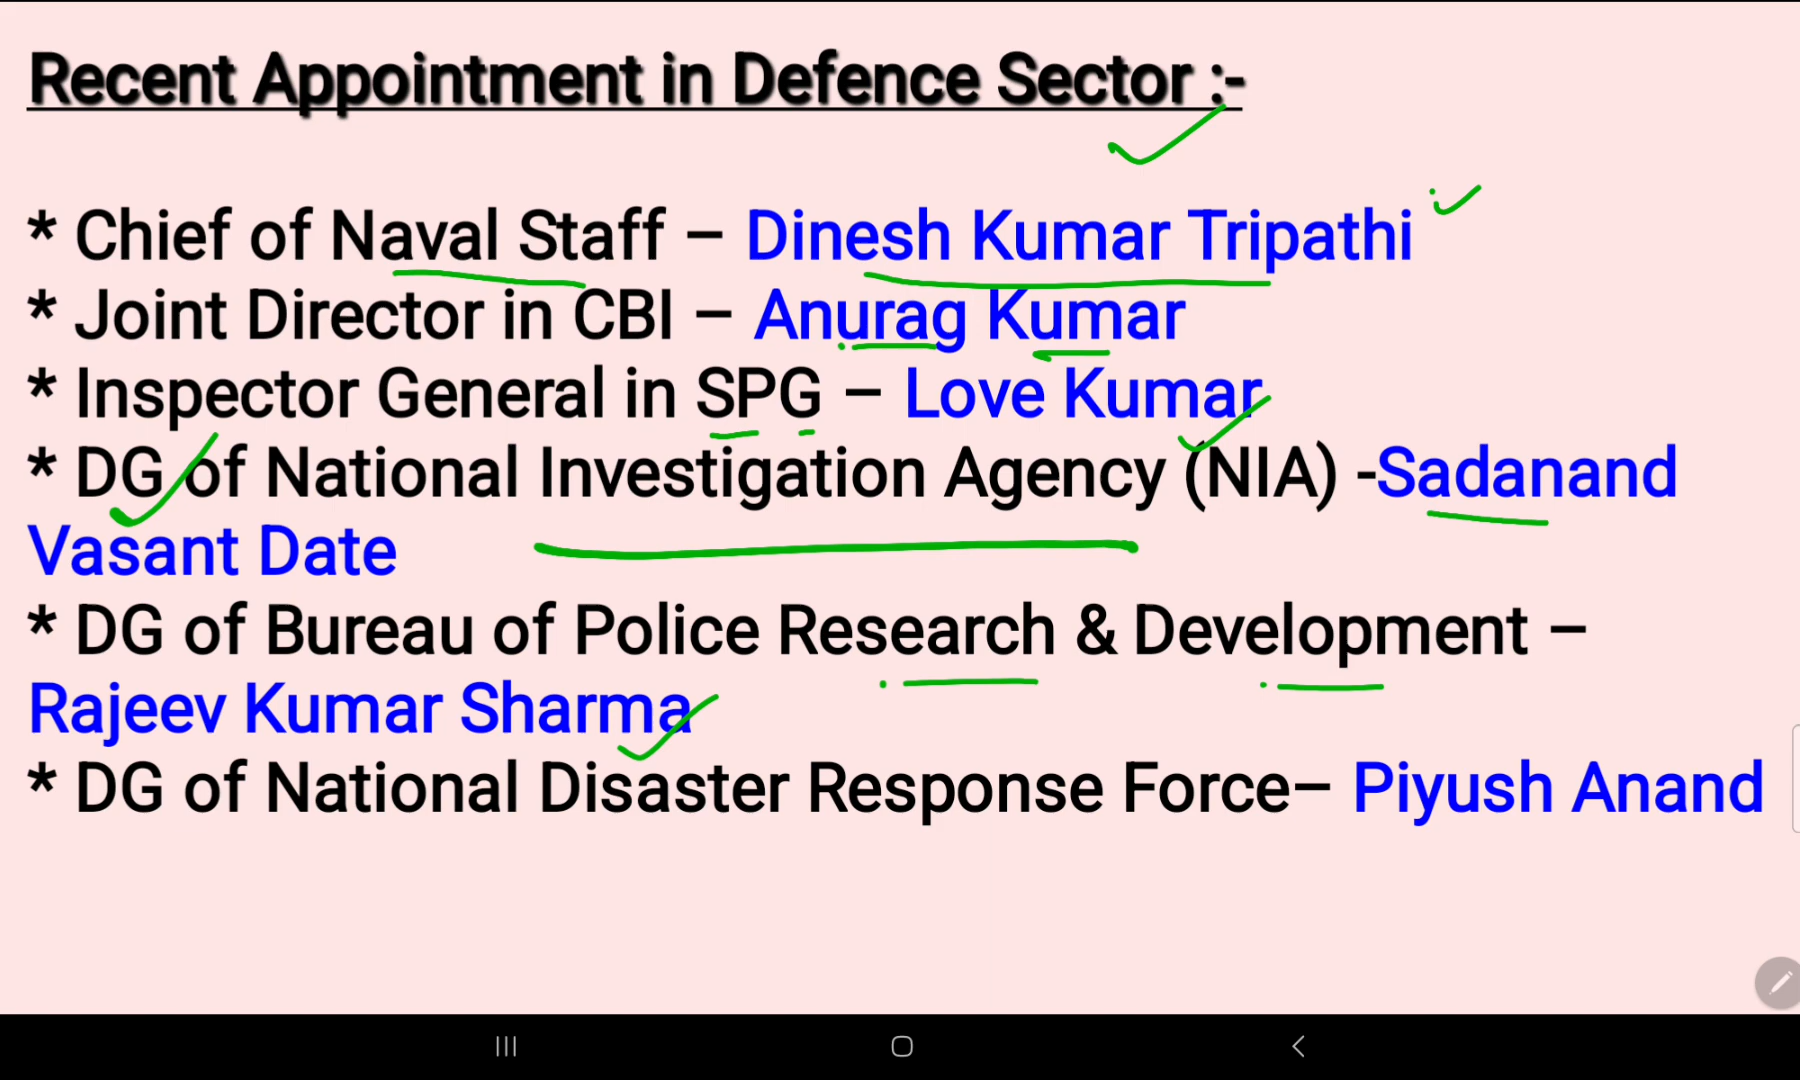 Recent Appointment in Defence Sector :-
* Chief of Naval Staff – Dinesh Kumar Tripathi
* Joint Director in CBI – Anurag Kumar
* Inspector General in SPG – Love Kumar
* DG of National Investigation Agency (NIA) -Sadanand
Vasant Date
* DG of Bureau of Police Research & Development –
Rajeev Kumar Sharma
* DG of National Disaster Response Force– Piyush Anand